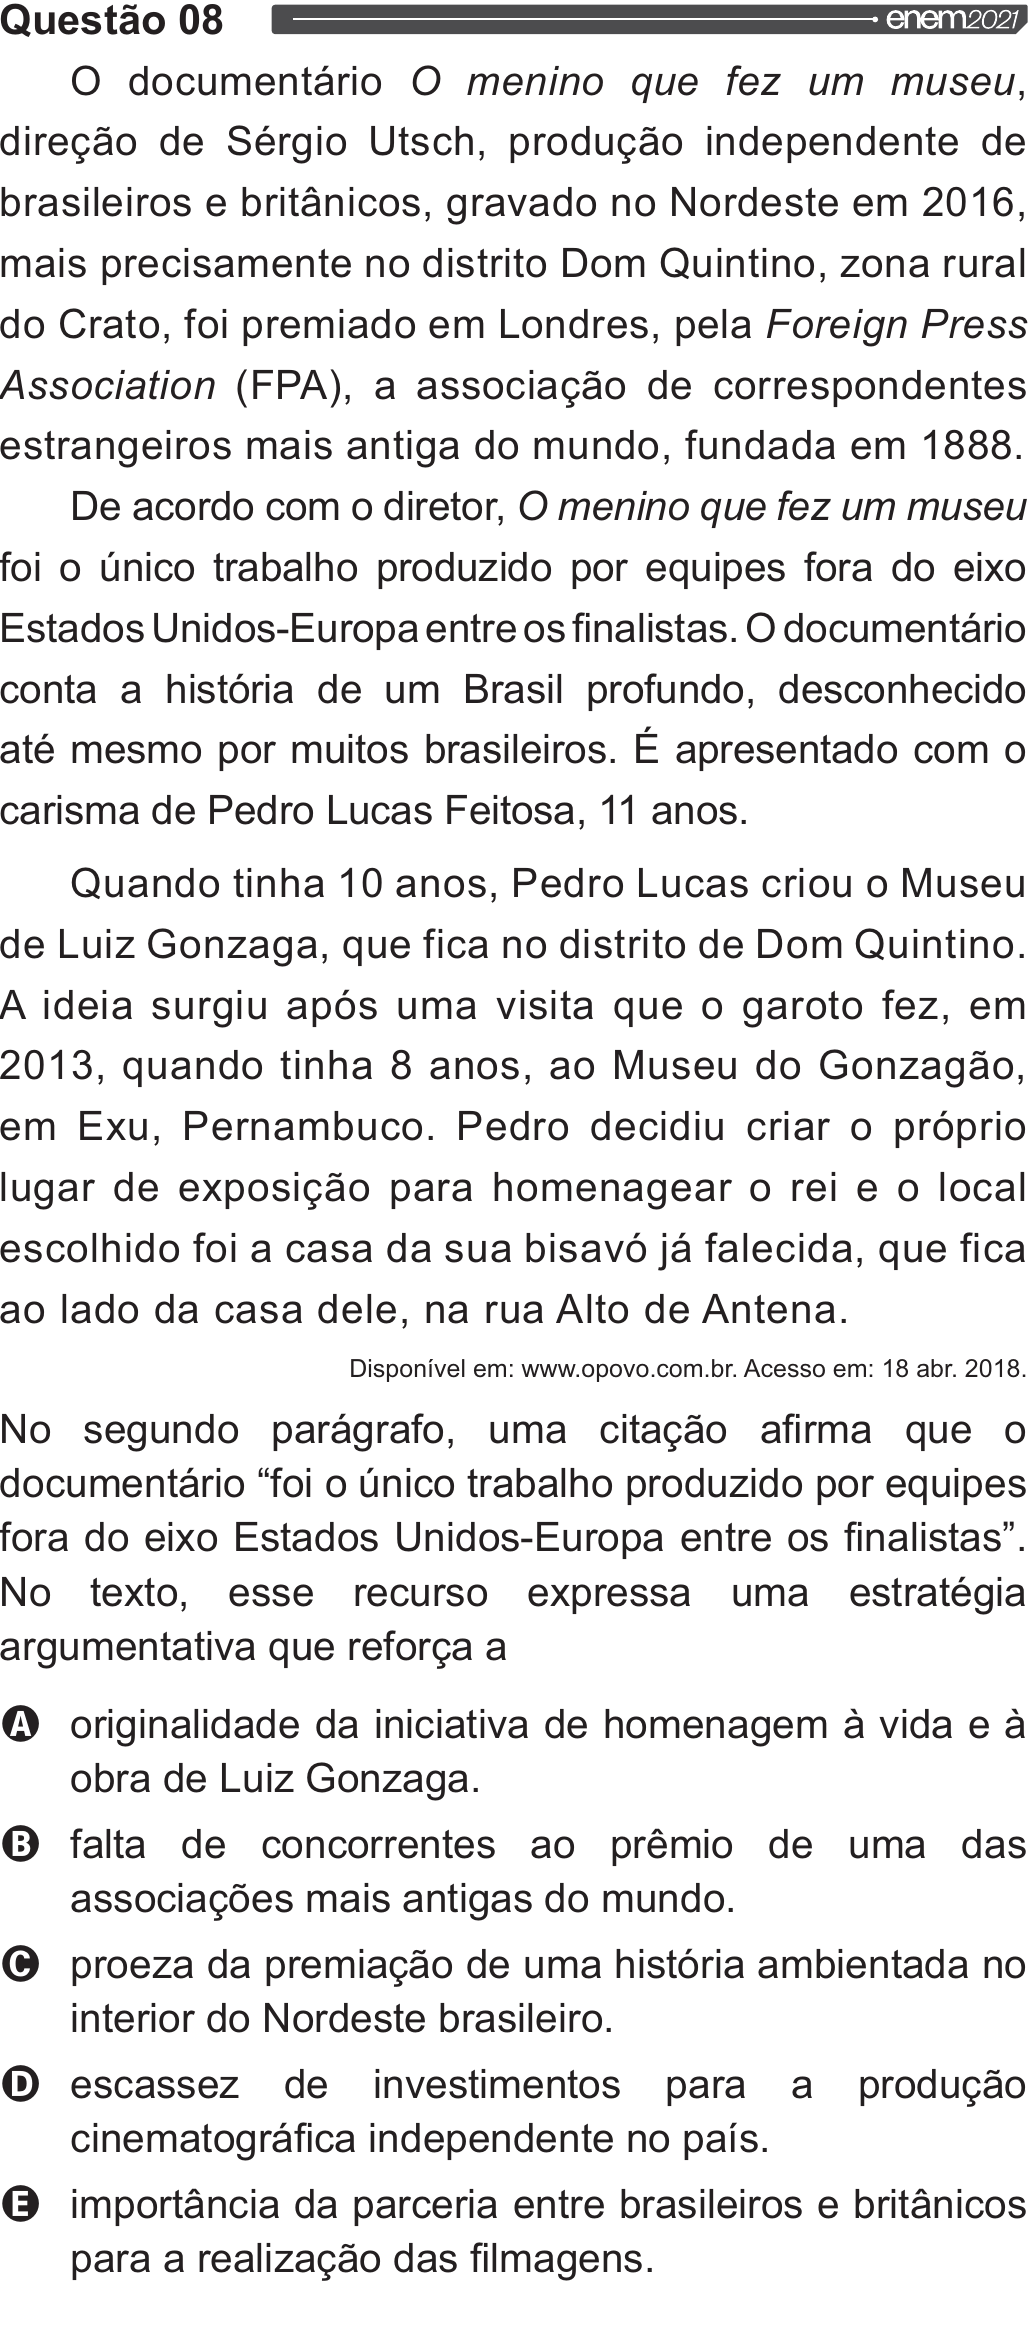 Questão 08
enem2021
O documentário O menino que fez um museu,
direção de Sérgio Utsch, produção independente de
brasileiros e britânicos, gravado no Nordeste em 2016,
mais precisamente no distrito Dom Quintino, zona rural
do Crato, foi premiado em Londres, pela Foreign Press
Association (FPA), a associação de correspondentes
estrangeiros mais antiga do mundo, fundada em 1888.
De acordo com o diretor, O menino que fez um museu
foi o único trabalho produzido por equipes fora do eixo
Estados Unidos-Europa entre os finalistas. O documentário
conta a história de um Brasil profundo, desconhecido
até mesmo por muitos brasileiros. É apresentado com o
carisma de Pedro Lucas Feitosa, 11 anos.
Quando tinha 10 anos, Pedro Lucas criou o Museu
de Luiz Gonzaga, que fica no distrito de Dom Quintino.
A ideia surgiu após uma visita que o garoto fez, em
2013, quando tinha 8 anos, ao Museu do Gonzagão,
em Exu, Pernambuco. Pedro decidiu criar o próprio
lugar de exposição para homenagear o rei e o local
escolhido foi a casa da sua bisavó já falecida, que fica
ao lado da casa dele, na rua Alto de Antena.
Disponível em: www.opovo.com.br. Acesso em: 18 abr. 2018.
No segundo parágrafo, uma citação afirma que o
documentário “foi o único trabalho produzido por equipes
fora do eixo Estados Unidos-Europa entre os finalistas”.
No texto, esse recurso expressa uma estratégia
argumentativa que reforça a
A originalidade da iniciativa de homenagem à vida e à
obra de Luiz Gonzaga.
B falta de concorrentes ao prêmio de uma das
associações mais antigas do mundo.
C proeza da premiação de uma história ambientada no
interior do Nordeste brasileiro.
D escassez de investimentos para a produção
cinematográfica independente no país.
E importância da parceria entre brasileiros e britânicos
para a realização das filmagens.